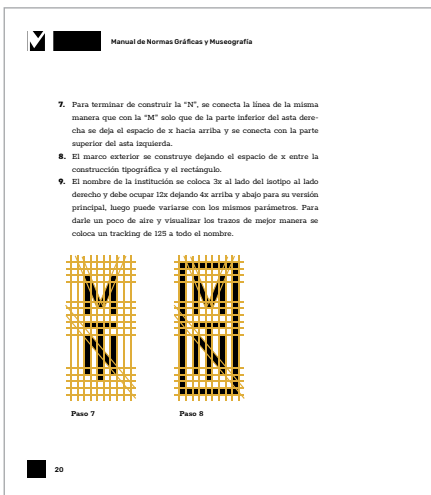 Manual de Normas Gráficas y Museografía
7. Para terminar de construir la “N”, se conecta la línea de la misma
manera que con la “M” solo que de la parte inferior del asta dere-
cha se deja el espacio de x hacia arriba y se conecta con la parte
superior del asta izquierda.
8. El marco exterior se construye dejando el espacio de x entre la
construcción tipográfica y el rectángulo.
9. El nombre de la institución se coloca 3x al lado del isotipo al lado
derecho y debe ocupar 12x dejando 4x arriba y abajo para su versión
principal, luego puede variarse con los mismos parámetros. Para
darle un poco de aire y visualizar los trazos de mejor manera se
coloca un tracking de 125 a todo el nombre.
M M
T T
N N
Paso 7 Paso 8
20